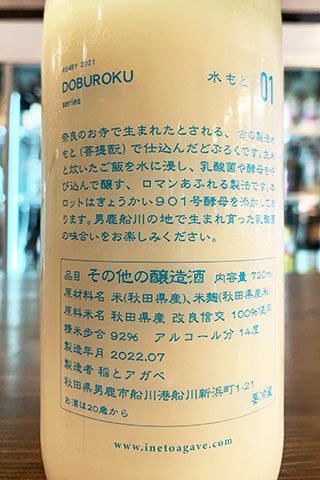 R04BY 2021
DOBUROKU
series
水もと 01
奈良のお寺で生まれたとされる、古の製法水
もと(菩提酛)で仕込んだどぶろくです。生米
と炊いたご飯を水に浸し、乳酸菌や酵母を呼
び込んで醸す、ロマンあふれる製法です。本
ロットはきょうかい901号酵母を添加してお
ります。男鹿船川の地で生まれ育った乳酸菌
の味合いをお楽しみください。
品目 その他の醸造酒 内容量 720ml
原材料名 米(秋田県産)、米麹(秋田県産米)
原料米名 秋田県産 改良信交 100%使用
精米歩合 92% アルコール分 14度
製造年月 2022.07
製造者 稲とアガベ
秋田県男鹿市船川港船川新浜町1-21
お酒は20歳から 要冷蔵
www.inetoagave.com